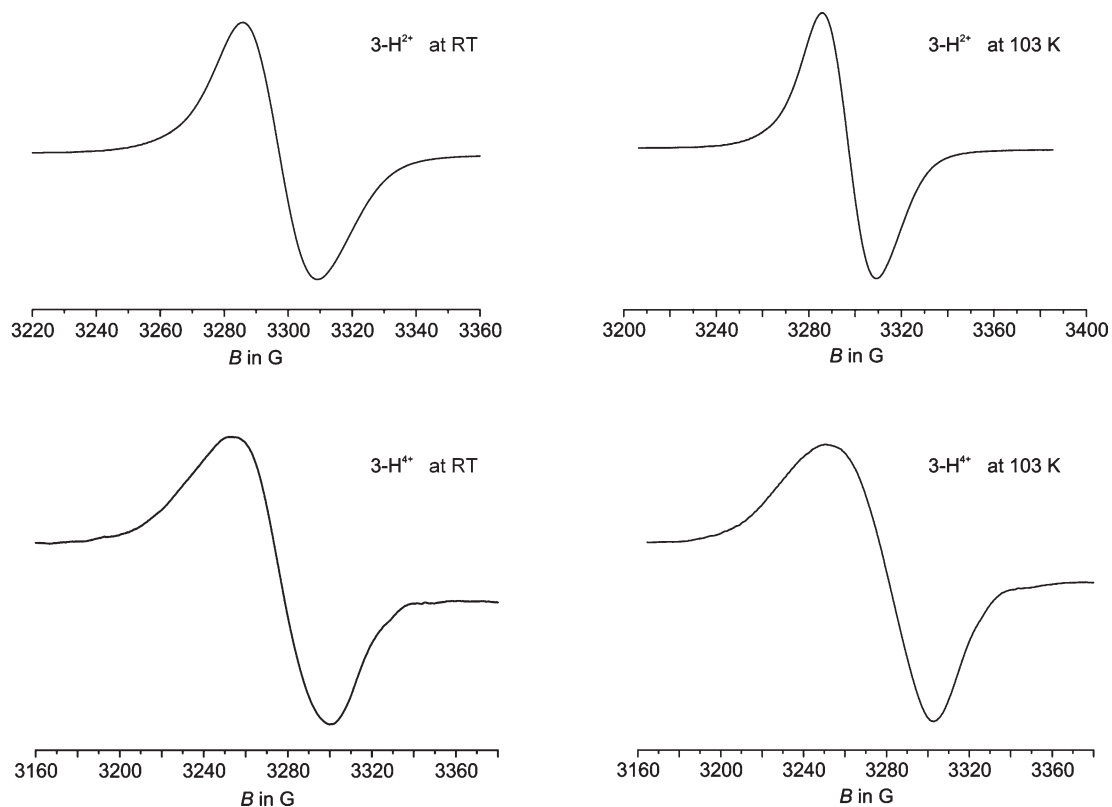 3-H²⁺ at RT
3220 3240 3260 3280 3300 3320 3340 3360
B in G
3-H²⁺ at 103 K
3200 3240 3280 3320 3360 3400
B in G
3-H⁴⁺ at RT
3160 3200 3240 3280 3320 3360
B in G
3-H⁴⁺ at 103 K
3160 3200 3240 3280 3320 3360
B in G